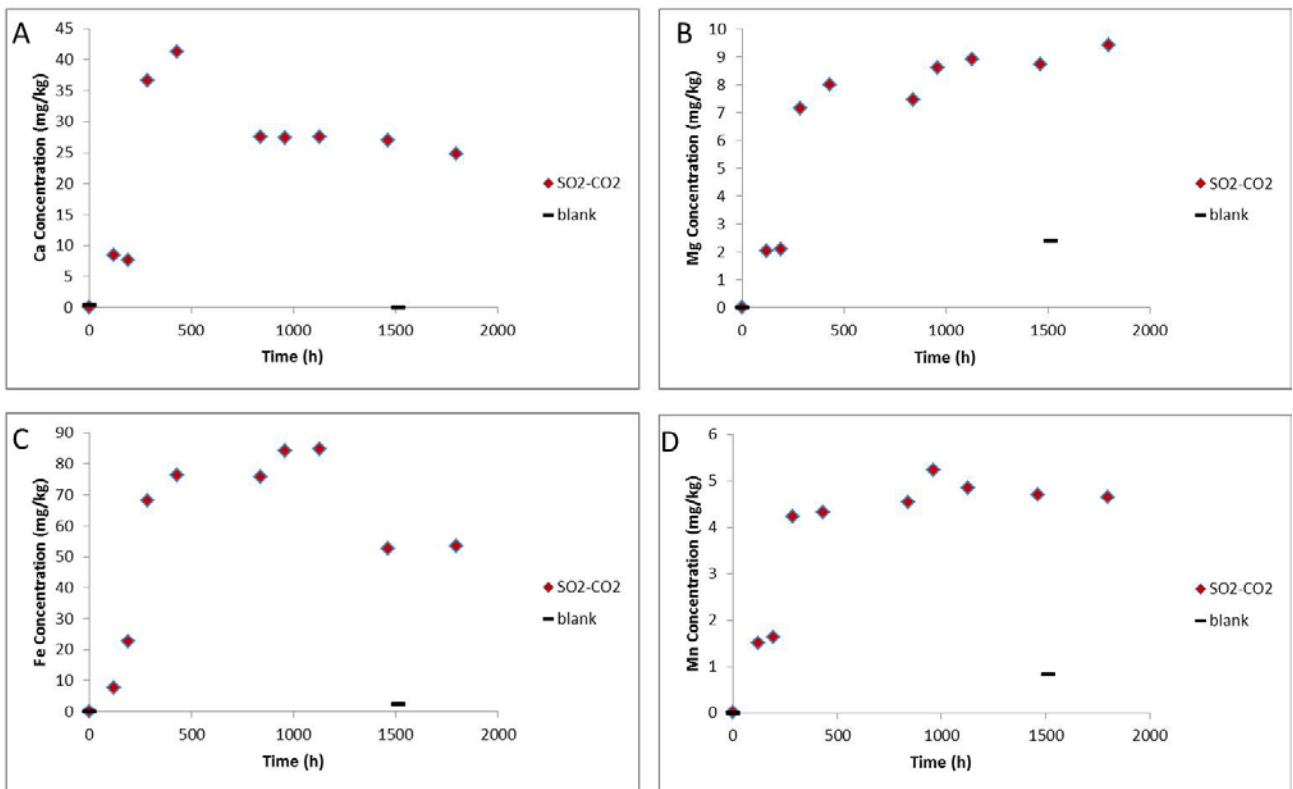 A
Ca Concentration (mg/kg)
45
40
35
30
25
20
15
10
5
0
0 500 1000 1500 2000
Time (h)
SO2-CO2
blank
B
Mg Concentration (mg/kg)
10
9
8
7
6
5
4
3
2
1
0
0 500 1000 1500 2000
Time (h)
SO2-CO2
blank
C
Fe Concentration (mg/kg)
90
80
70
60
50
40
30
20
10
0
0 500 1000 1500 2000
Time (h)
SO2-CO2
blank
D
Mn Concentration (mg/kg)
6
5
4
3
2
1
0
0 500 1000 1500 2000
Time (h)
SO2-CO2
blank